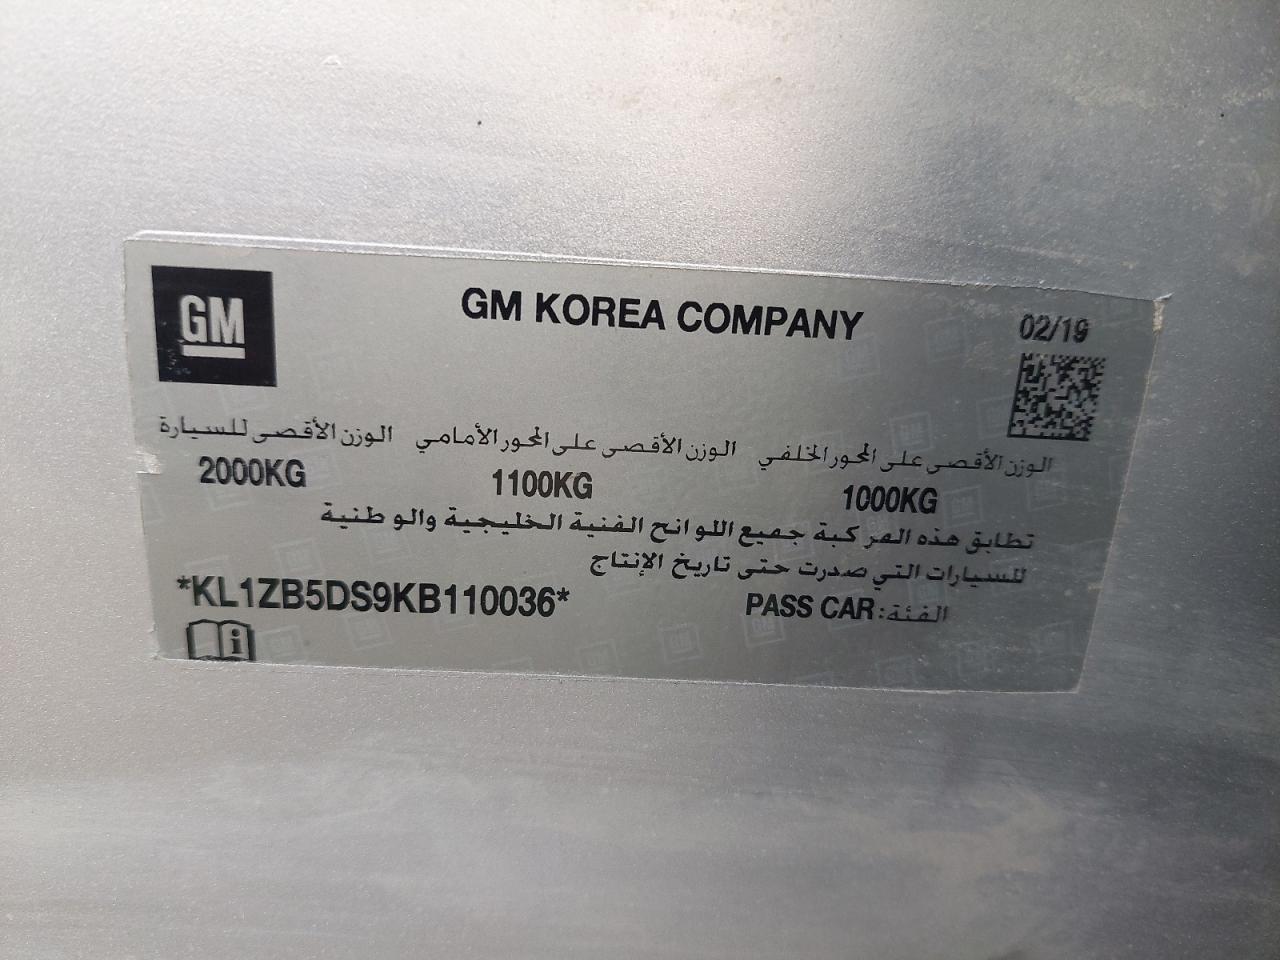 GM
GM KOREA COMPANY
02/19
الوزن الأقصى للسيارة الوزن الأقصى على المحور الأمامي الوزن الأقصى على المحور الخلفي
2000KG 1100KG 1000KG
تطابق هذه المركبة جميع اللوائح الفنية الخليجية والوطنية
للسيارات التي صدرت حتى تاريخ الإنتاج
*KL1ZB5DS9KB110036*
الفئة: PASS CAR
i